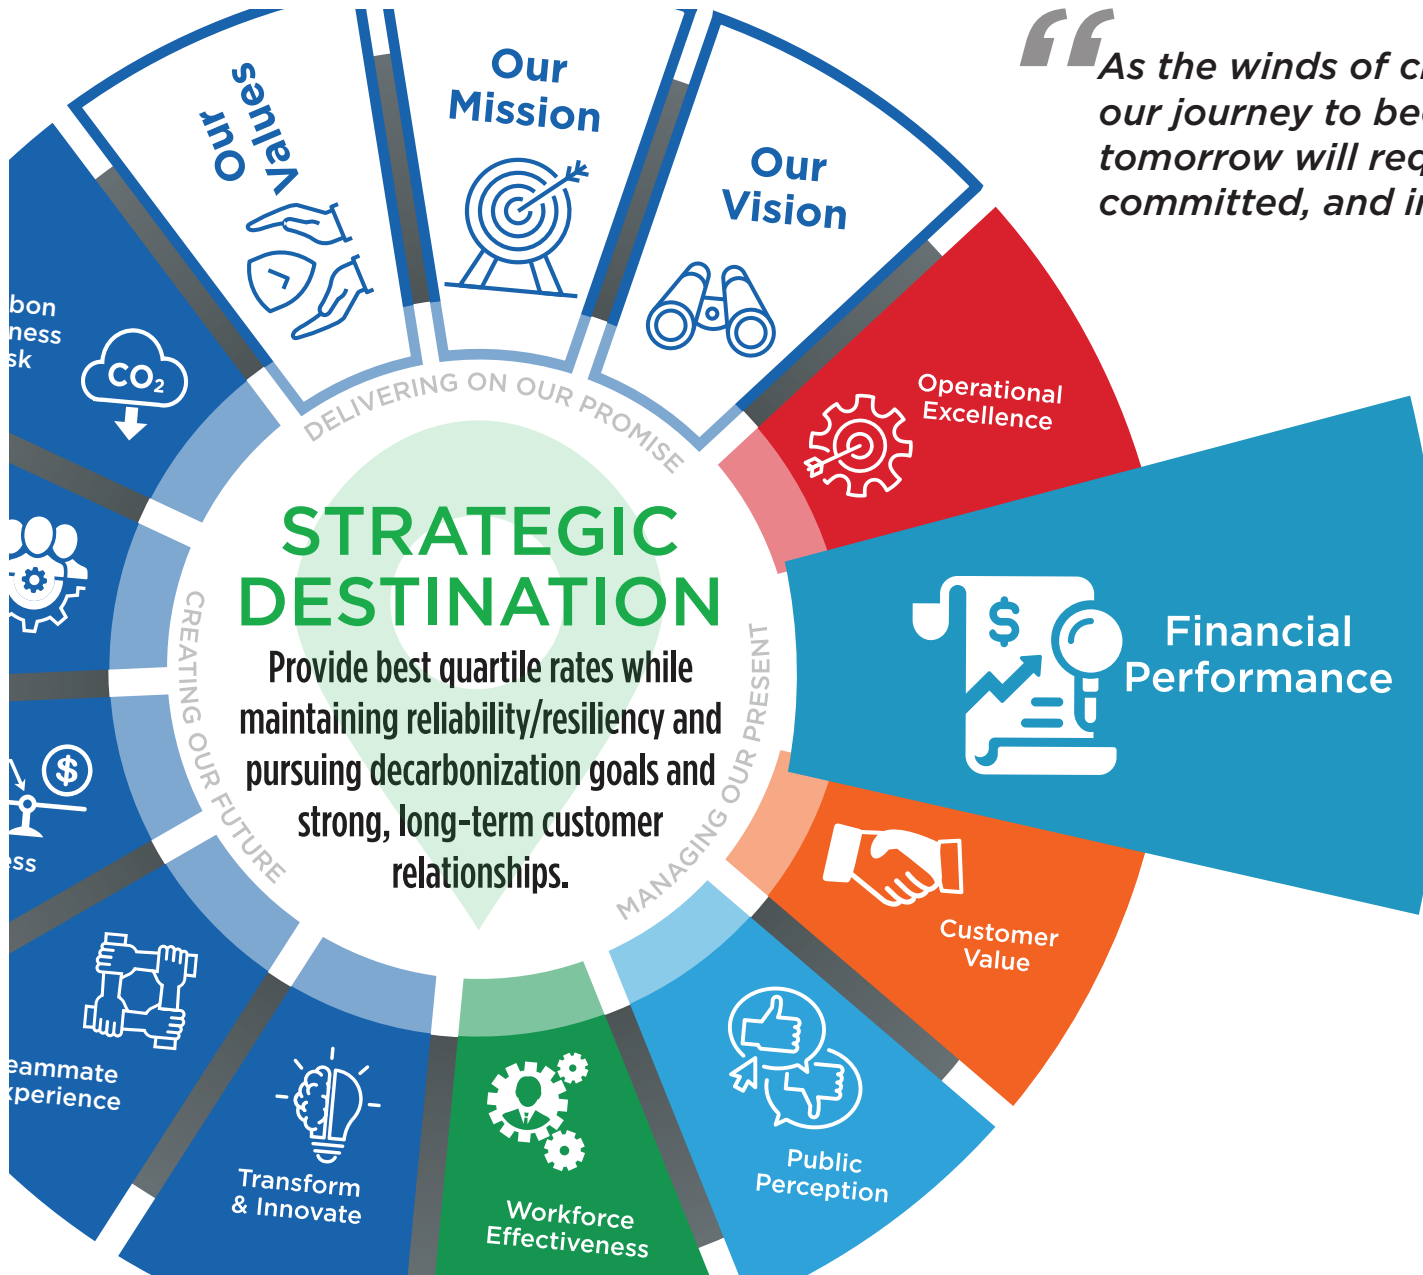 Our
Values
Our
Mission
Our
Vision
As the winds of
our journey to
tomorrow will
committed, and
Operational
Excellence
Financial
Performance
Customer
Value
Public
Perception
Workforce
Effectiveness
Transform
& Innovate
CO₂
$
$
DELIVERING ON OUR PROMISE
MANAGING OUR PRESENT
CREATING OUR FUTURE
STRATEGIC
DESTINATION
Provide best quartile rates while
maintaining reliability/resiliency and
pursuing decarbonization goals and
strong, long-term customer
relationships.